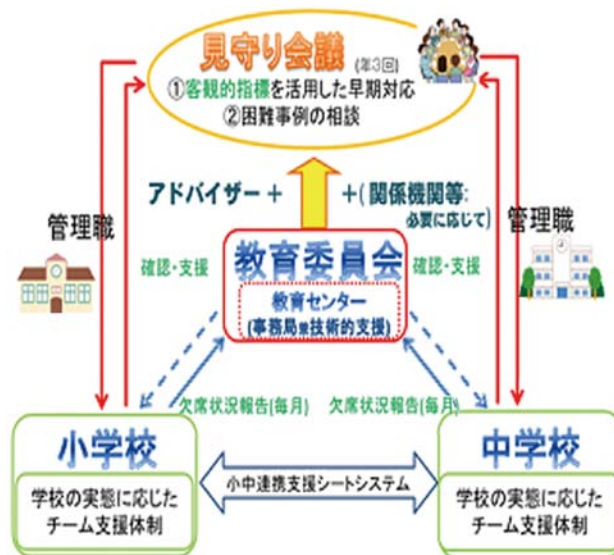 見守り会議 (年3回)
①客観的指標を活用した早期対応
②困難事例の相談
アドバイザー + +(関係機関等:
必要に応じて)
管理職
管理職
教育委員会
確認・支援
確認・支援
教育センター
(事務局兼技術的支援)
欠席状況報告(毎月)
欠席状況報告(毎月)
小学校
学校の実態に応じた
チーム支援体制
小中連携支援シートシステム
中学校
学校の実態に応じた
チーム支援体制